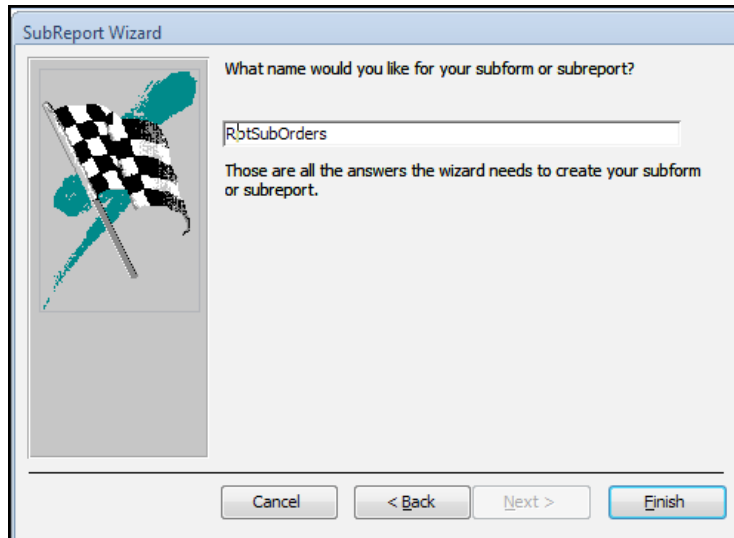 SubReport Wizard
What name would you like for your subform or subreport?
RptSubOrders
Those are all the answers the wizard needs to create your subform
or subreport.
Cancel
< Back
Next >
Finish